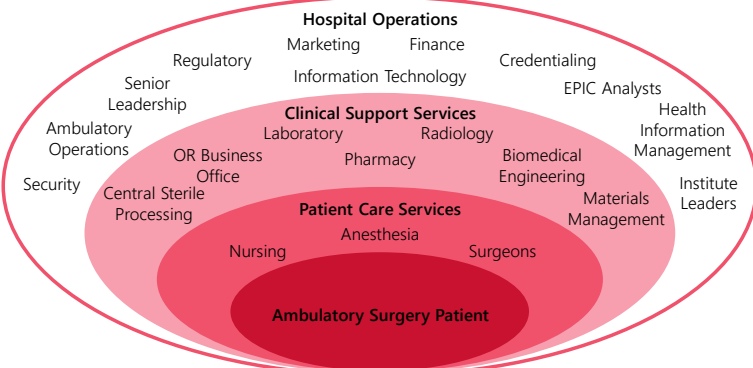 Hospital Operations
Marketing
Finance
Regulatory
Credentialing
Information Technology
Senior
Leadership
EPIC Analysts
Health
Information
Management
Ambulatory
Operations
Security
Institute
Leaders
Clinical Support Services
Laboratory
Radiology
OR Business
Office
Pharmacy
Biomedical
Engineering
Central Sterile
Processing
Materials
Management
Patient Care Services
Anesthesia
Nursing
Surgeons
Ambulatory Surgery Patient